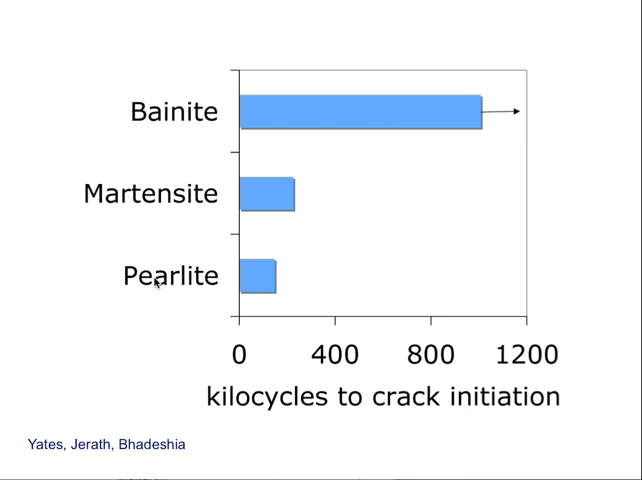 Bainite
Martensite
Pearlite
0 400 800 1200
kilocycles to crack initiation
Yates, Jerath, Bhadeshia